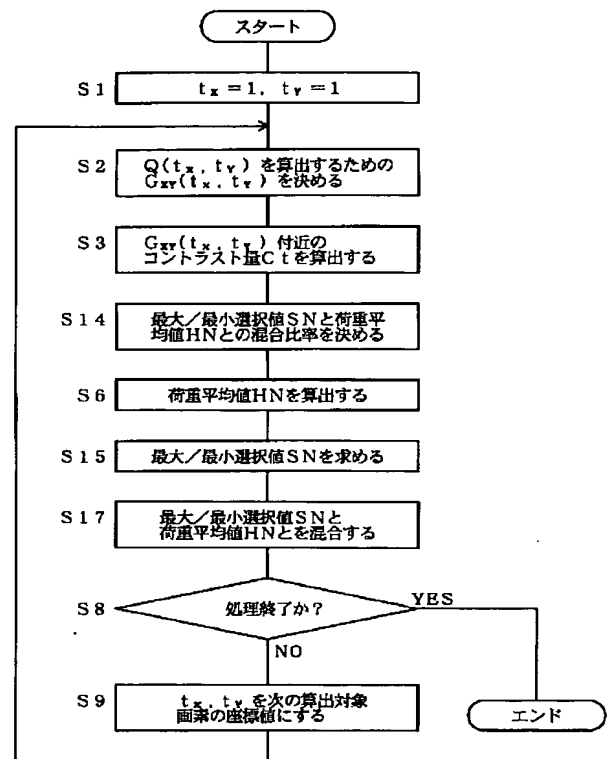 スタート
S1
tx=1, tY=1
S2
Q(tx, tY)を算出するための
GXY(tx, tY)を決める
S3
GXY(tx, tY)付近の
コントラスト量Ctを算出する
S14
最大/最小選択値SNと荷重平
均値HNとの混合比率を決める
S6
荷重平均値HNを算出する
S15
最大/最小選択値SNを求める
S17
最大/最小選択値SNと
荷重平均値HNとを混合する
S8
処理終了か?
YES
NO
S9
tx, tYを次の算出対象
画素の座標値にする
エンド